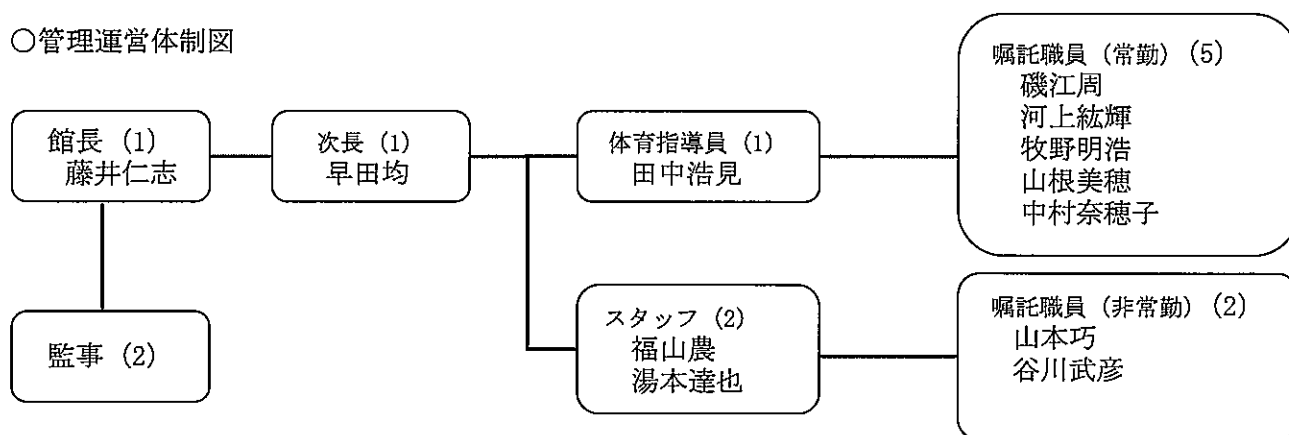 ○管理運営体制図
館長 (1)
藤井仁志
監事 (2)
次長 (1)
早田均
体育指導員 (1)
田中浩見
スタッフ (2)
福山農
湯本達也
嘱託職員 (常勤) (5)
磯江周
河上紘輝
牧野明浩
山根美穂
中村奈穂子
嘱託職員 (非常勤) (2)
山本巧
谷川武彦